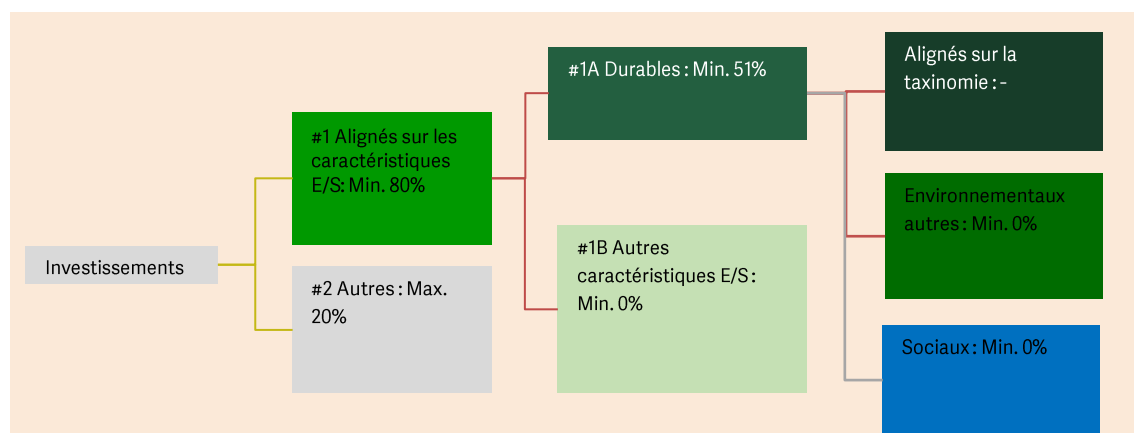 Investissements
#1 Alignés sur les
caractéristiques
E/S: Min. 80%
#2 Autres : Max.
20%
#1A Durables : Min. 51%
#1B Autres
caractéristiques E/S :
Min. 0%
Alignés sur la
taxinomie : -
Environnementaux
autres : Min. 0%
Sociaux : Min. 0%